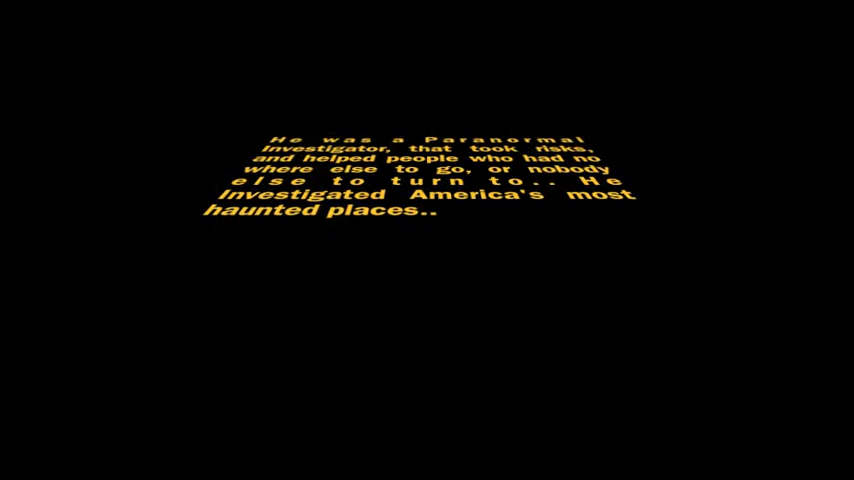 He was a Paranormal
Investigator, that took risks,
and helped people who had no
where else to go, or nobody
else to turn to.. He
Investigated America's most
haunted places..